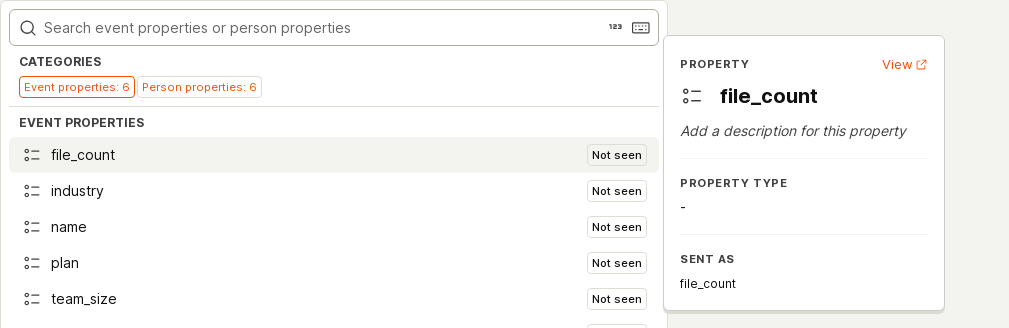 Search event properties or person properties
123
CATEGORIES
Event properties: 6
Person properties: 6
EVENT PROPERTIES
file_count Not seen
industry Not seen
name Not seen
plan Not seen
team_size Not seen
PROPERTY
View
file_count
Add a description for this property
PROPERTY TYPE
-
SENT AS
file_count